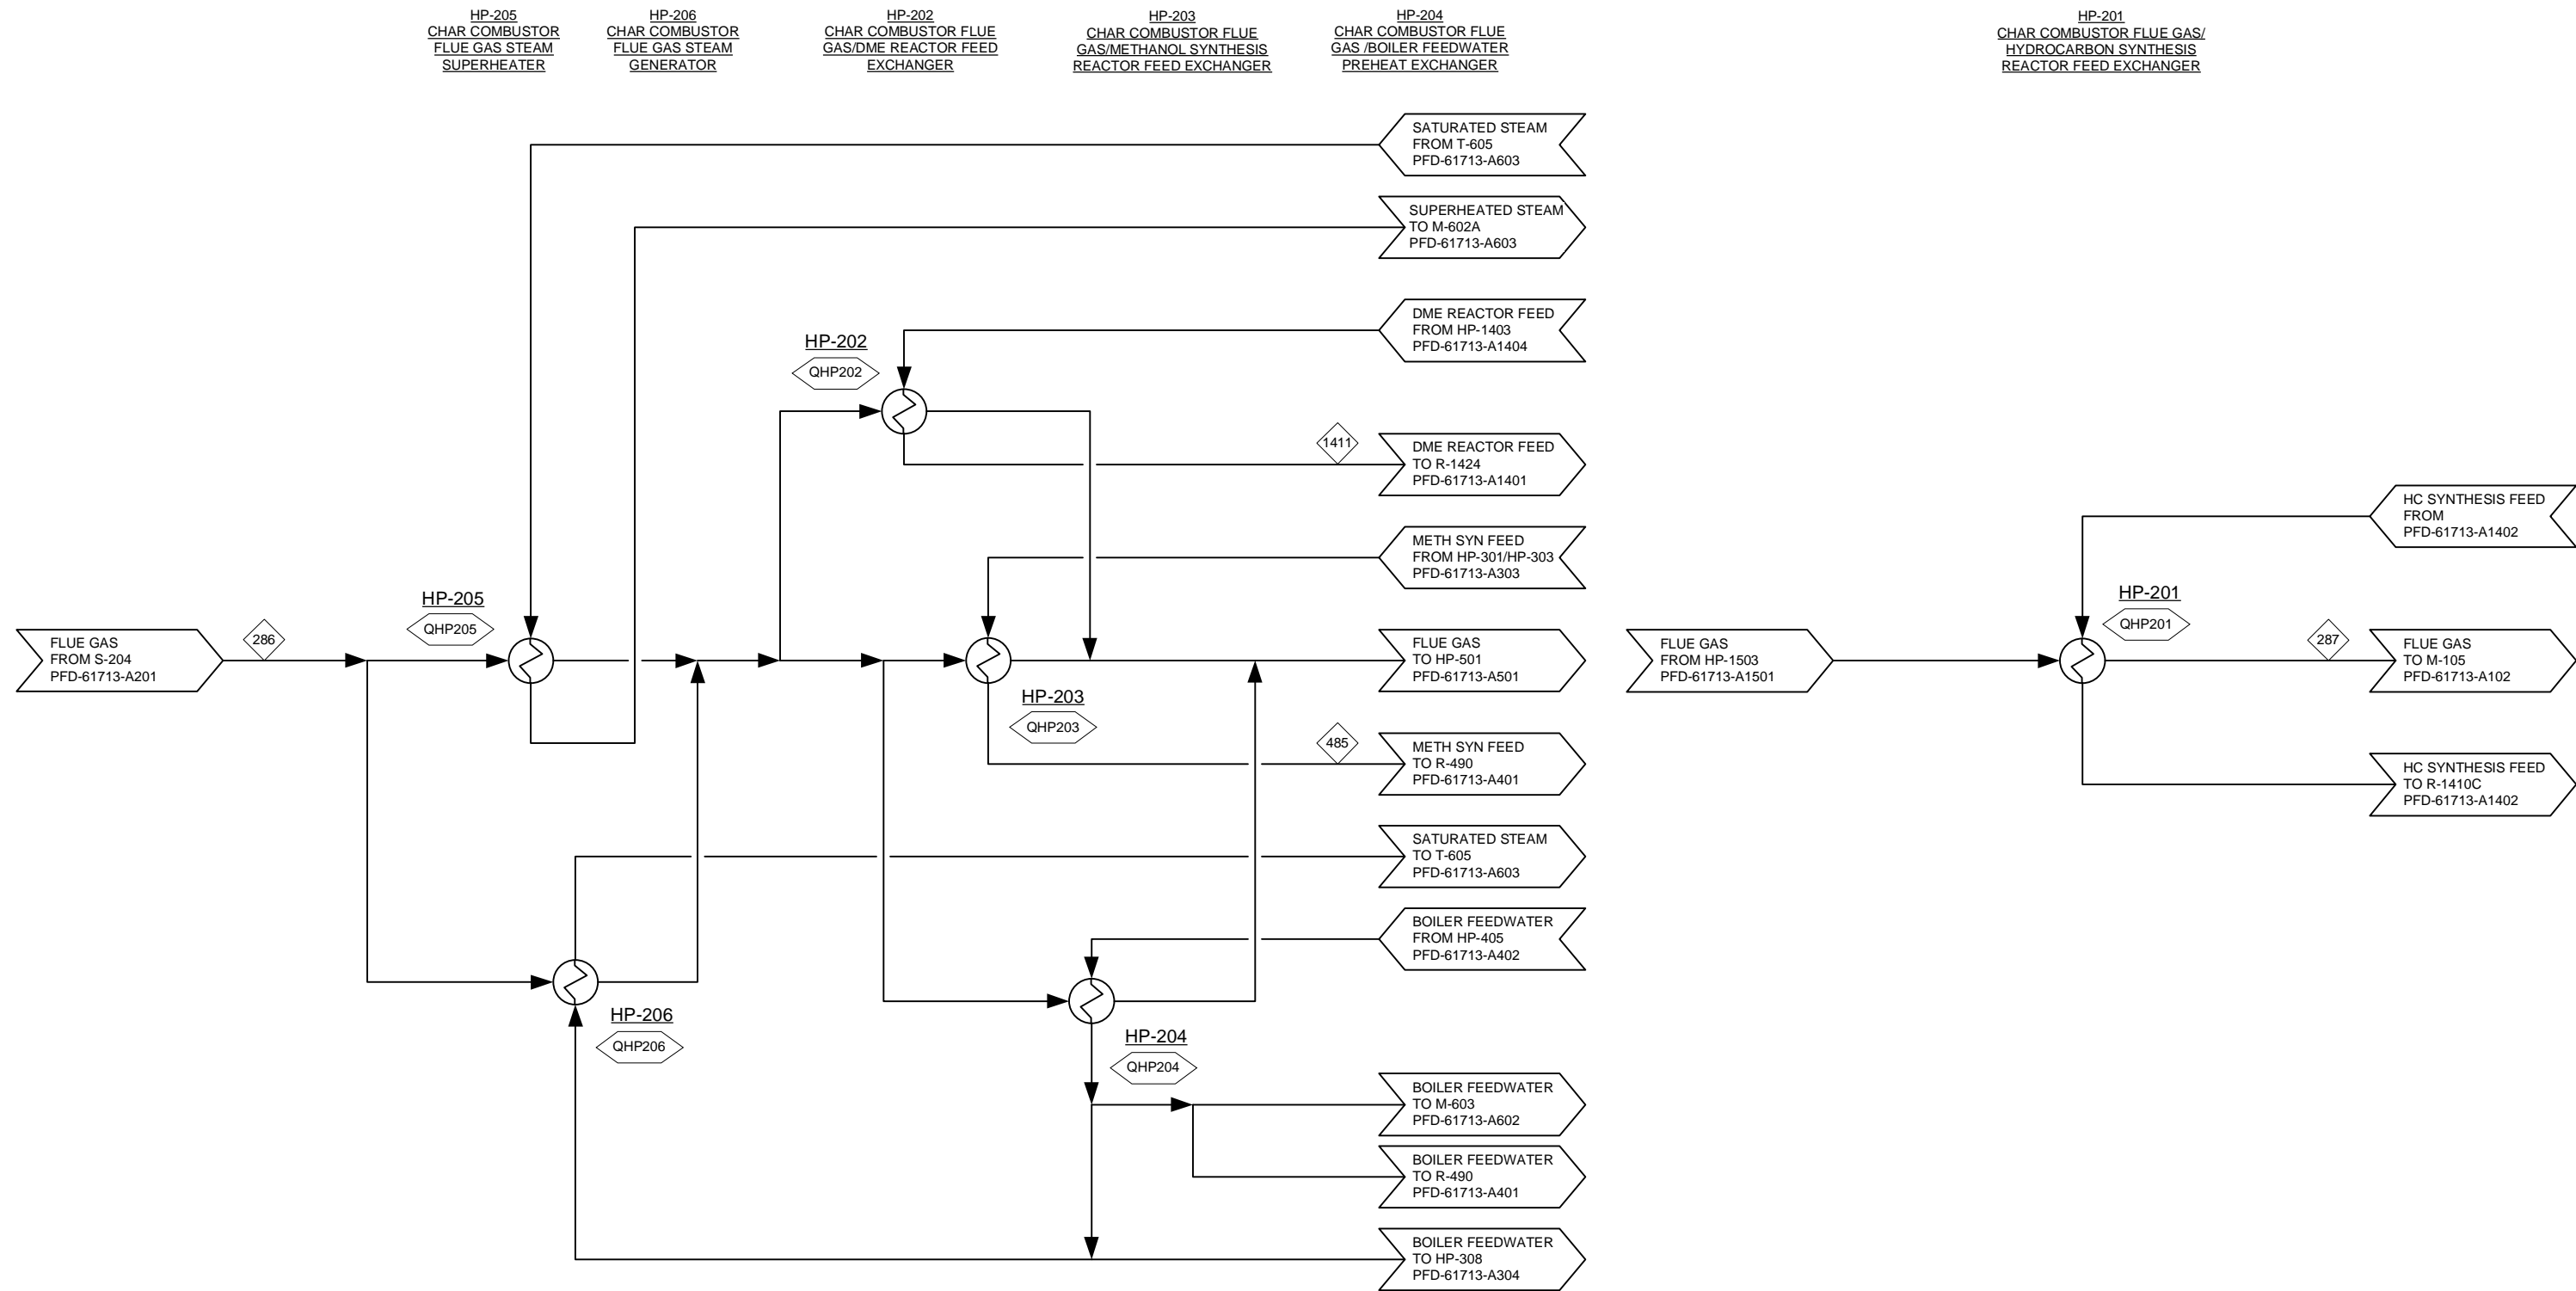 HP-205
CHAR COMBUSTOR
FLUE GAS STEAM
SUPERHEATER
HP-206
CHAR COMBUSTOR
FLUE GAS STEAM
GENERATOR
HP-202
CHAR COMBUSTOR FLUE
GAS/DME REACTOR FEED
EXCHANGER
HP-203
CHAR COMBUSTOR FLUE
GAS/METHANOL SYNTHESIS
REACTOR FEED EXCHANGER
HP-204
CHAR COMBUSTOR FLUE
GAS /BOILER FEEDWATER
PREHEAT EXCHANGER
HP-201
CHAR COMBUSTOR FLUE GAS/
HYDROCARBON SYNTHESIS
REACTOR FEED EXCHANGER
SATURATED STEAM
FROM T-605
PFD-61713-A603
SUPERHEATED STEAM
TO M-602A
PFD-61713-A603
DME REACTOR FEED
FROM HP-1403
PFD-61713-A1404
HP-202
QHP202
1411
DME REACTOR FEED
TO R-1424
PFD-61713-A1401
METH SYN FEED
FROM HP-301/HP-303
PFD-61713-A303
HC SYNTHESIS FEED
FROM
PFD-61713-A1402
FLUE GAS
FROM S-204
PFD-61713-A201
286
HP-205
QHP205
HP-203
QHP203
FLUE GAS
TO HP-501
PFD-61713-A501
FLUE GAS
FROM HP-1503
PFD-61713-A1501
HP-201
QHP201
287
FLUE GAS
TO M-105
PFD-61713-A102
485
METH SYN FEED
TO R-490
PFD-61713-A401
HC SYNTHESIS FEED
TO R-1410C
PFD-61713-A1402
SATURATED STEAM
TO T-605
PFD-61713-A603
BOILER FEEDWATER
FROM HP-405
PFD-61713-A402
HP-206
QHP206
HP-204
QHP204
BOILER FEEDWATER
TO M-603
PFD-61713-A602
BOILER FEEDWATER
TO R-490
PFD-61713-A401
BOILER FEEDWATER
TO HP-308
PFD-61713-A304